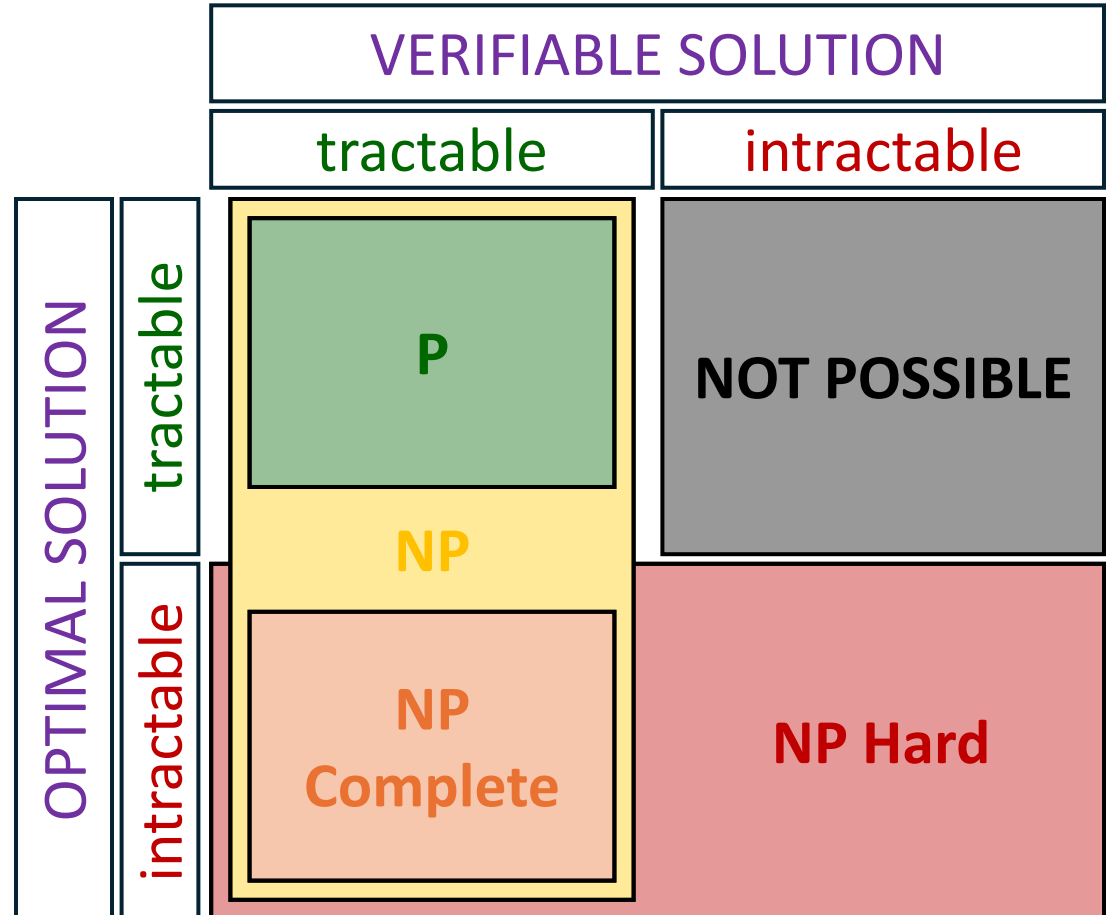 VERIFIABLE SOLUTION
tractable
intractable
OPTIMAL SOLUTION
tractable
intractable
P
NOT POSSIBLE
NP
NP
Complete
NP Hard